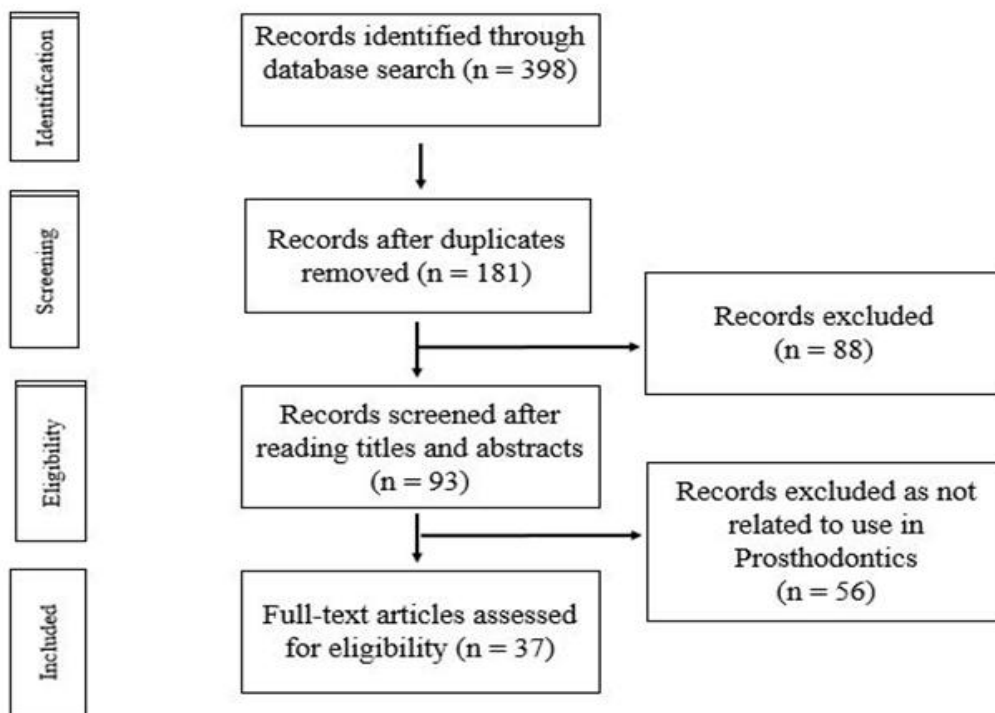 Identification
Records identified through
database search (n = 398)
Screening
Records after duplicates
removed (n = 181)
Records excluded
(n = 88)
Eligibility
Records screened after
reading titles and abstracts
(n = 93)
Records excluded as not
related to use in
Prosthodontics
(n = 56)
Included
Full-text articles assessed
for eligibility (n = 37)